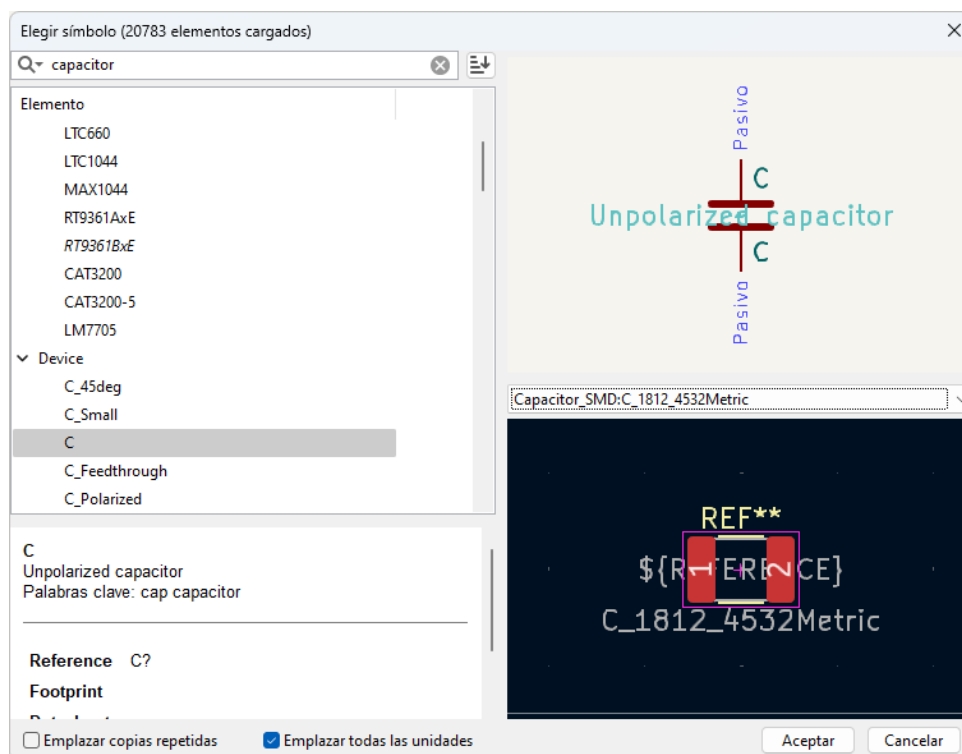 Elegir símbolo (20783 elementos cargados)
capacitor
Elemento
LTC660
LTC1044
MAX1044
RT9361AxE
RT9361BxE
CAT3200
CAT3200-5
LM7705
Device
C_45deg
C_Small
C
C_Feedthrough
C_Polarized
C
Unpolarized capacitor
Palabras clave: cap capacitor
Reference C?
Footprint
Emplazar copias repetidas
Emplazar todas las unidades
Pasivo
C
Unpolarized capacitor
C
Pasivo
Capacitor_SMD:C_1812_4532Metric
REF**
${REFERENCE}
1
2
C_1812_4532Metric
Aceptar
Cancelar